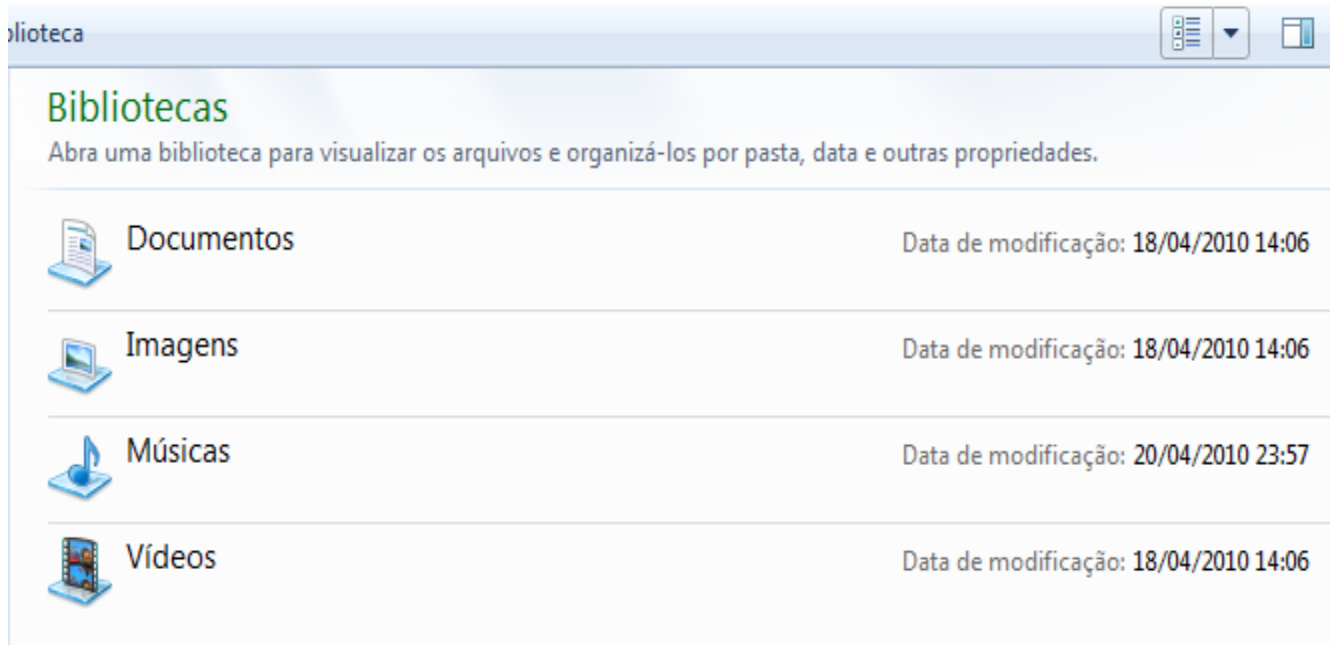 blioteca
Bibliotecas
Abra uma biblioteca para visualizar os arquivos e organizá-los por pasta, data e outras propriedades.
Documentos Data de modificação: 18/04/2010 14:06
Imagens Data de modificação: 18/04/2010 14:06
Músicas Data de modificação: 20/04/2010 23:57
Vídeos Data de modificação: 18/04/2010 14:06